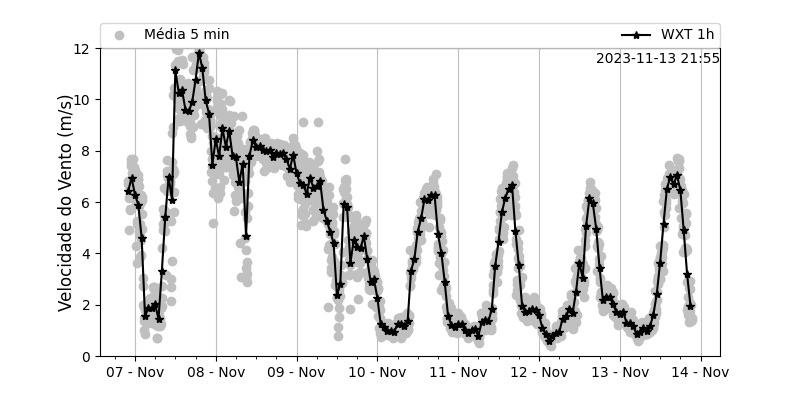 Média 5 min
WXT 1h
2023-11-13 21:55
Velocidade do Vento (m/s)
12
10
8
6
4
2
0
07 - Nov 08 - Nov 09 - Nov 10 - Nov 11 - Nov 12 - Nov 13 - Nov 14 - Nov